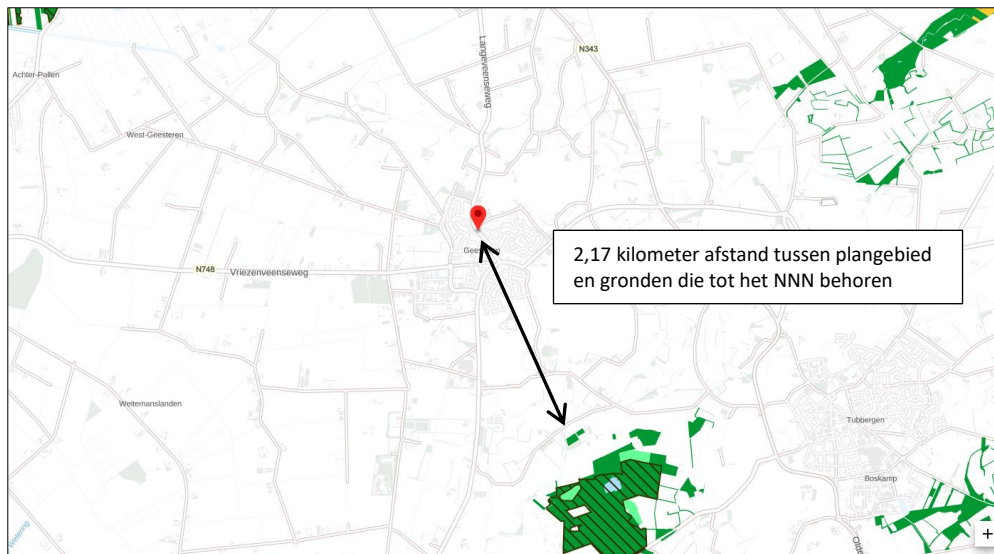 Achter-Pollen
Langeveenseweg
N343
West-Geesteren
2,17 kilometer afstand tussen plangebied
en gronden die tot het NNN behoren
N748
Vriezenveenseweg
Weitemanslanden
Tubbergen
Boskamp
Wetering
+